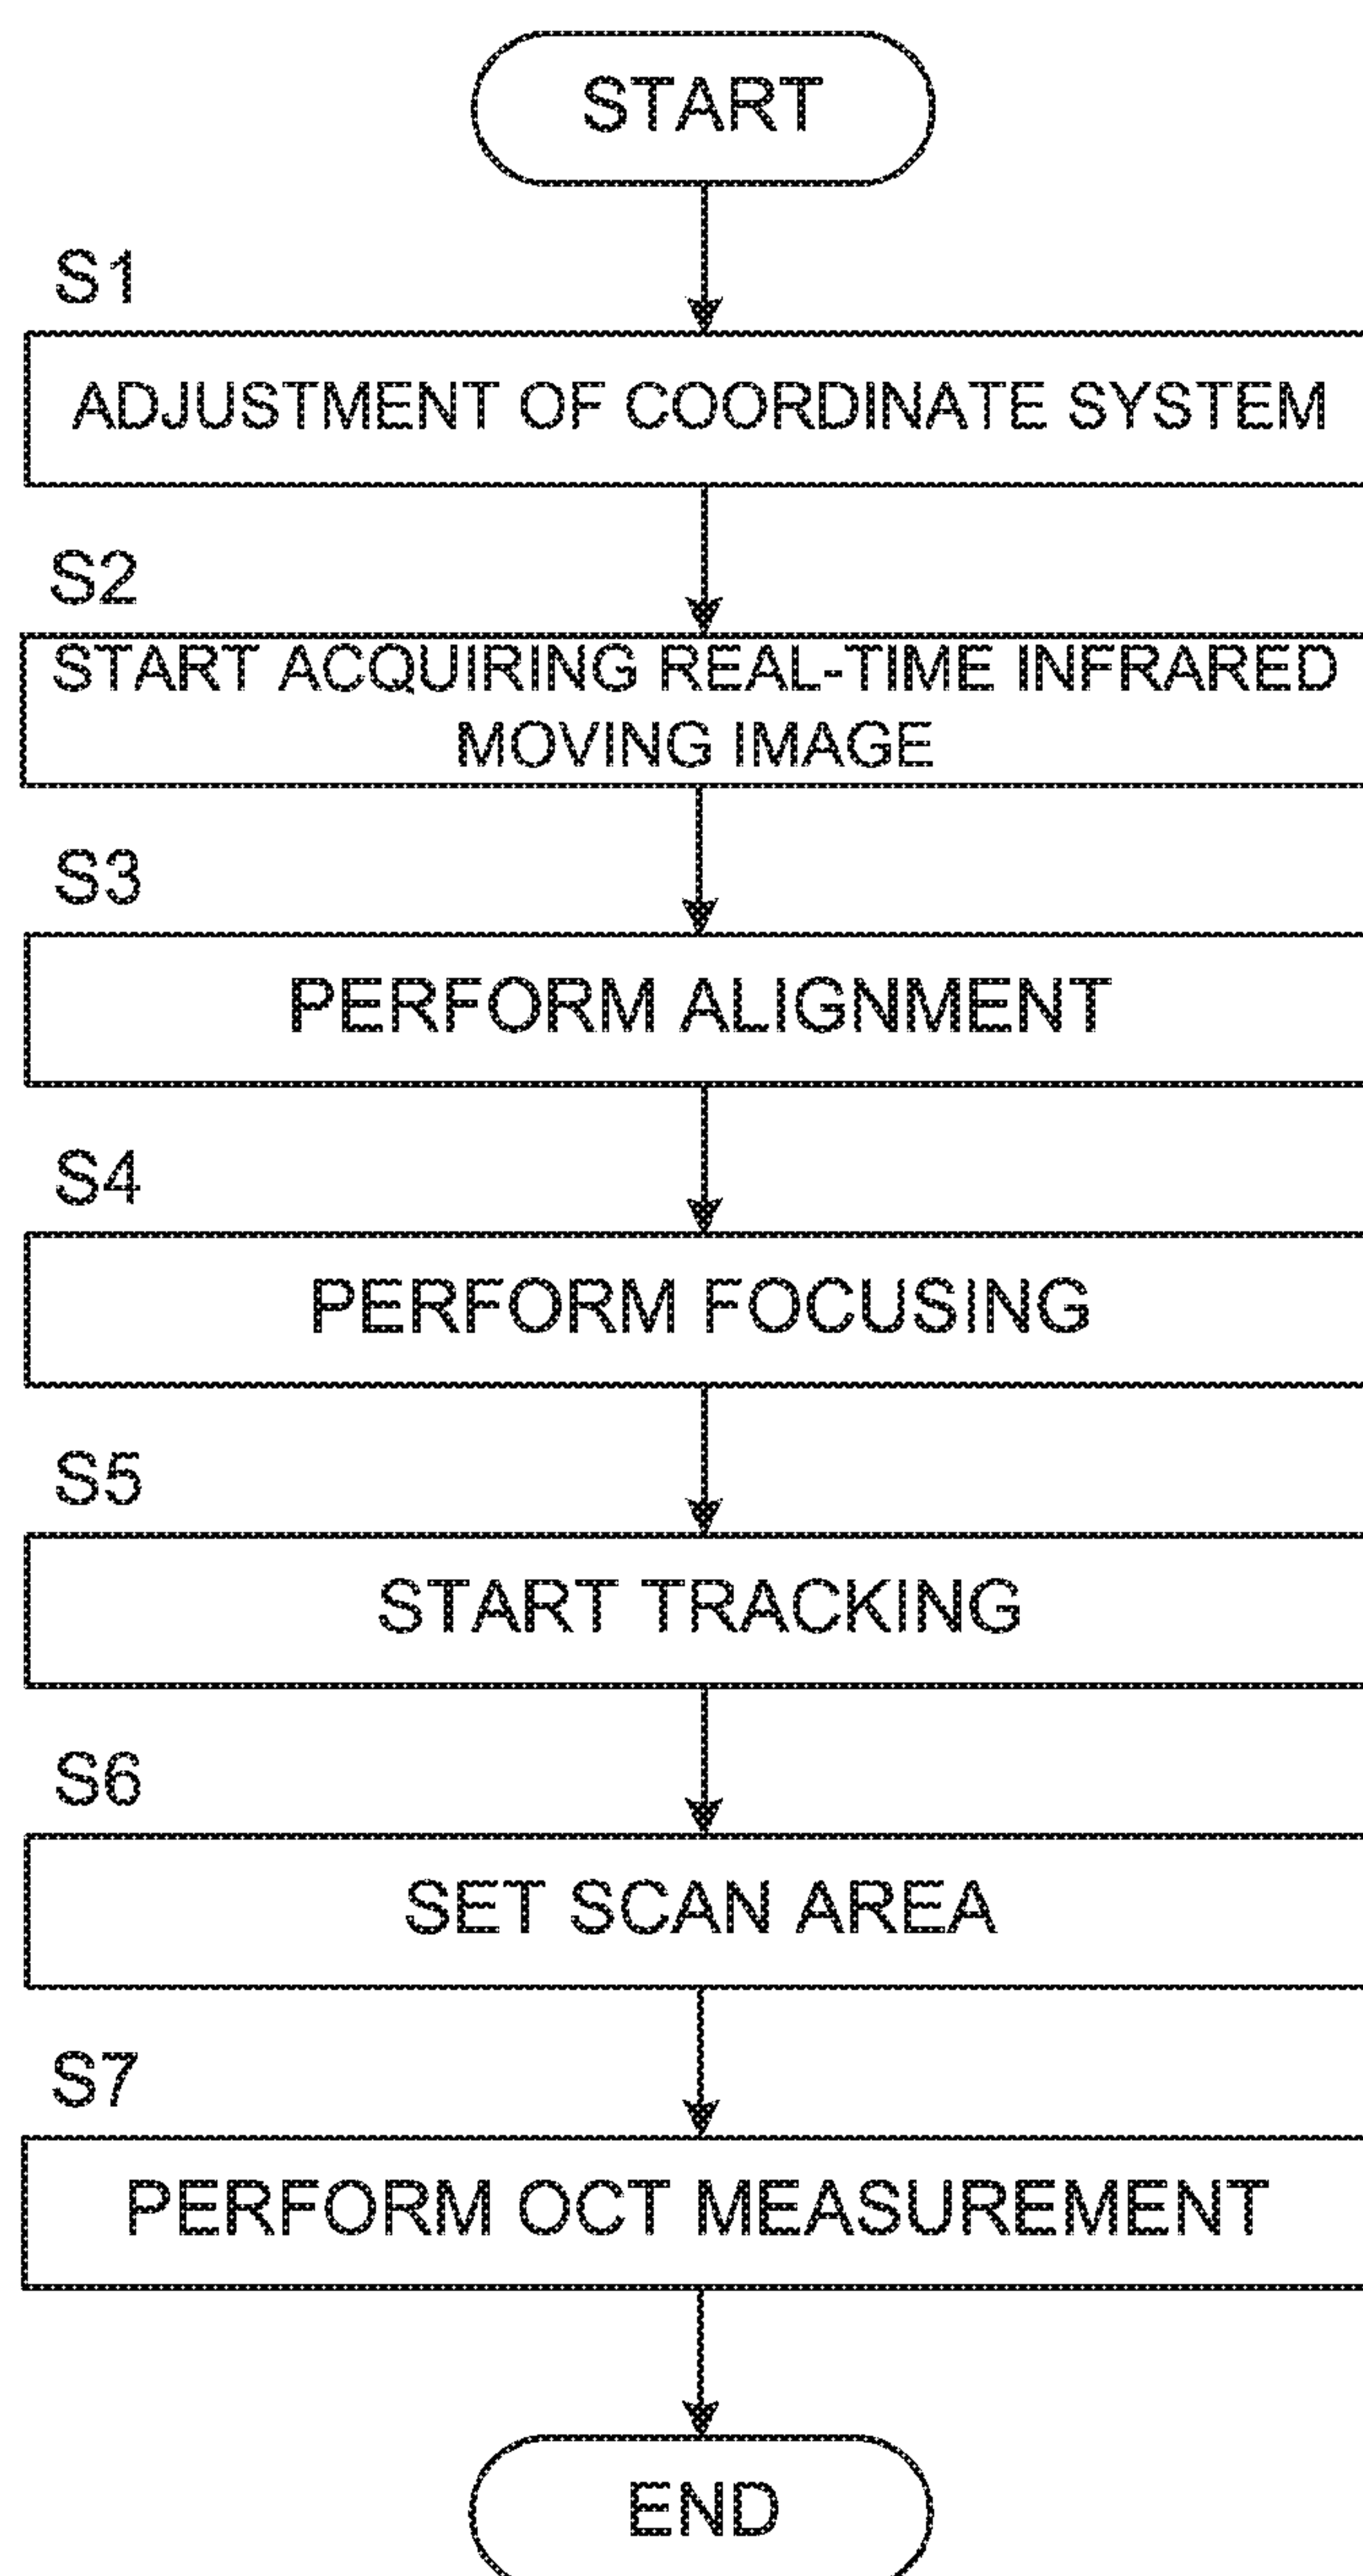 START
S1
ADJUSTMENT OF COORDINATE SYSTEM
S2
START ACQUIRING REAL-TIME INFRARED
MOVING IMAGE
S3
PERFORM ALIGNMENT
S4
PERFORM FOCUSING
S5
START TRACKING
S6
SET SCAN AREA
S7
PERFORM OCT MEASUREMENT
END